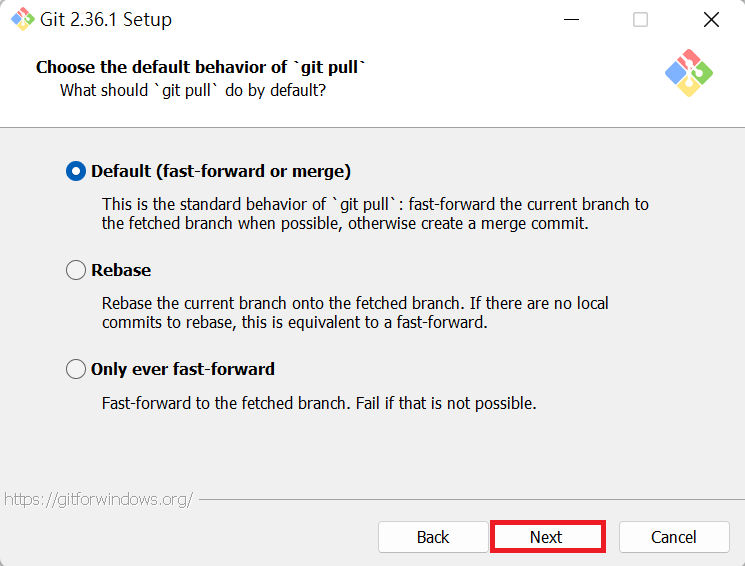 Git 2.36.1 Setup
Choose the default behavior of `git pull`
What should `git pull` do by default?
Default (fast-forward or merge)
This is the standard behavior of `git pull`: fast-forward the current branch to
the fetched branch when possible, otherwise create a merge commit.
Rebase
Rebase the current branch onto the fetched branch. If there are no local
commits to rebase, this is equivalent to a fast-forward.
Only ever fast-forward
Fast-forward to the fetched branch. Fail if that is not possible.
https://gitforwindows.org/
Back Next Cancel